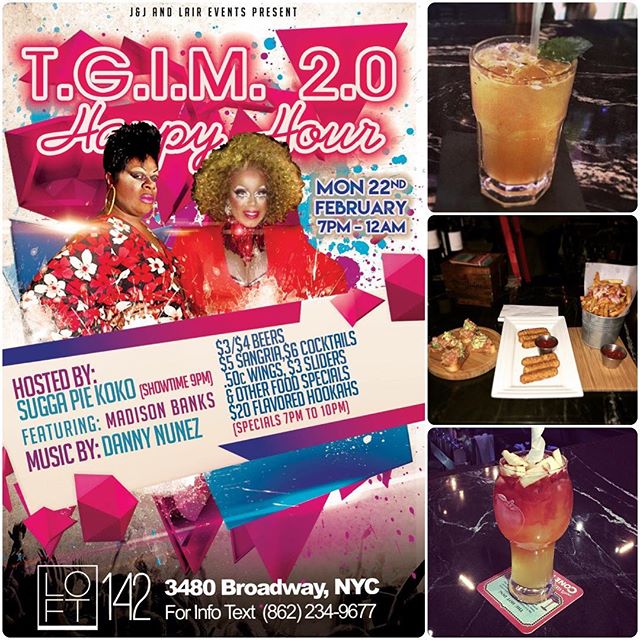 J&J AND LAIR EVENTS PRESENT
T.G.I.M. 2.0
Happy Hour
MON 22ND
FEBRUARY
7PM - 12AM
HOSTED BY:
SUGGA PIE KOKO (SHOWTIME 9PM)
FEATURING: MADISON BANKS
MUSIC BY: DANNY NUNEZ
$3/$4 BEERS
$5 SANGRIA, $6 COCKTAILS
50c WINGS, $3 SLIDERS
& OTHER FOOD SPECIALS
$20 FLAVORED HOOKAHS
(SPECIALS 7PM TO 10PM)
LOFT 142
3480 Broadway, NYC
For Info Text (862) 234-9677